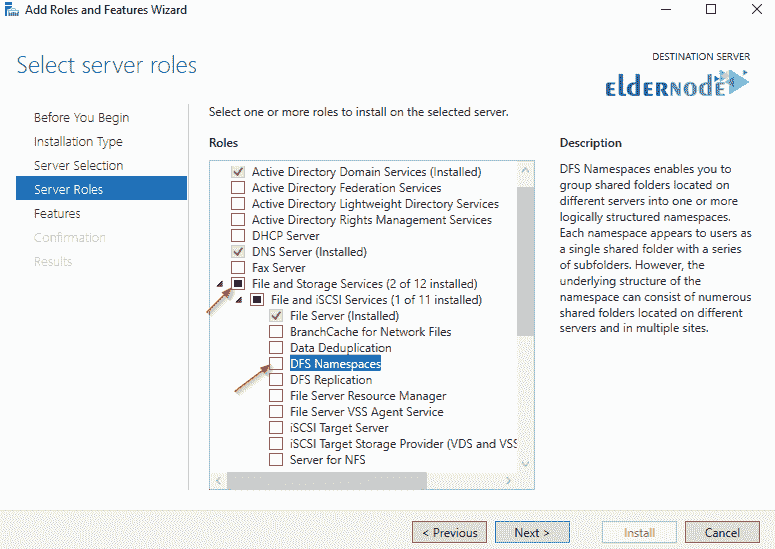 Add Roles and Features Wizard
Select server roles
DESTINATION SERVER
ELDERNODE
Before You Begin
Installation Type
Server Selection
Server Roles
Features
Confirmation
Results
Select one or more roles to install on the selected server.
Roles
Active Directory Domain Services (Installed)
Active Directory Federation Services
Active Directory Lightweight Directory Services
Active Directory Rights Management Services
DHCP Server
DNS Server (Installed)
Fax Server
File and Storage Services (2 of 12 installed)
File and iSCSI Services (1 of 11 installed)
File Server (Installed)
BranchCache for Network Files
Data Deduplication
DFS Namespaces
DFS Replication
File Server Resource Manager
File Server VSS Agent Service
iSCSI Target Server
iSCSI Target Storage Provider (VDS and VSS
Server for NFS
Description
DFS Namespaces enables you to
group shared folders located on
different servers into one or more
logically structured namespaces.
Each namespace appears to users as
a single shared folder with a series
of subfolders. However, the
underlying structure of the
namespace can consist of numerous
shared folders located on different
servers and in multiple sites.
< Previous
Next >
Install
Cancel